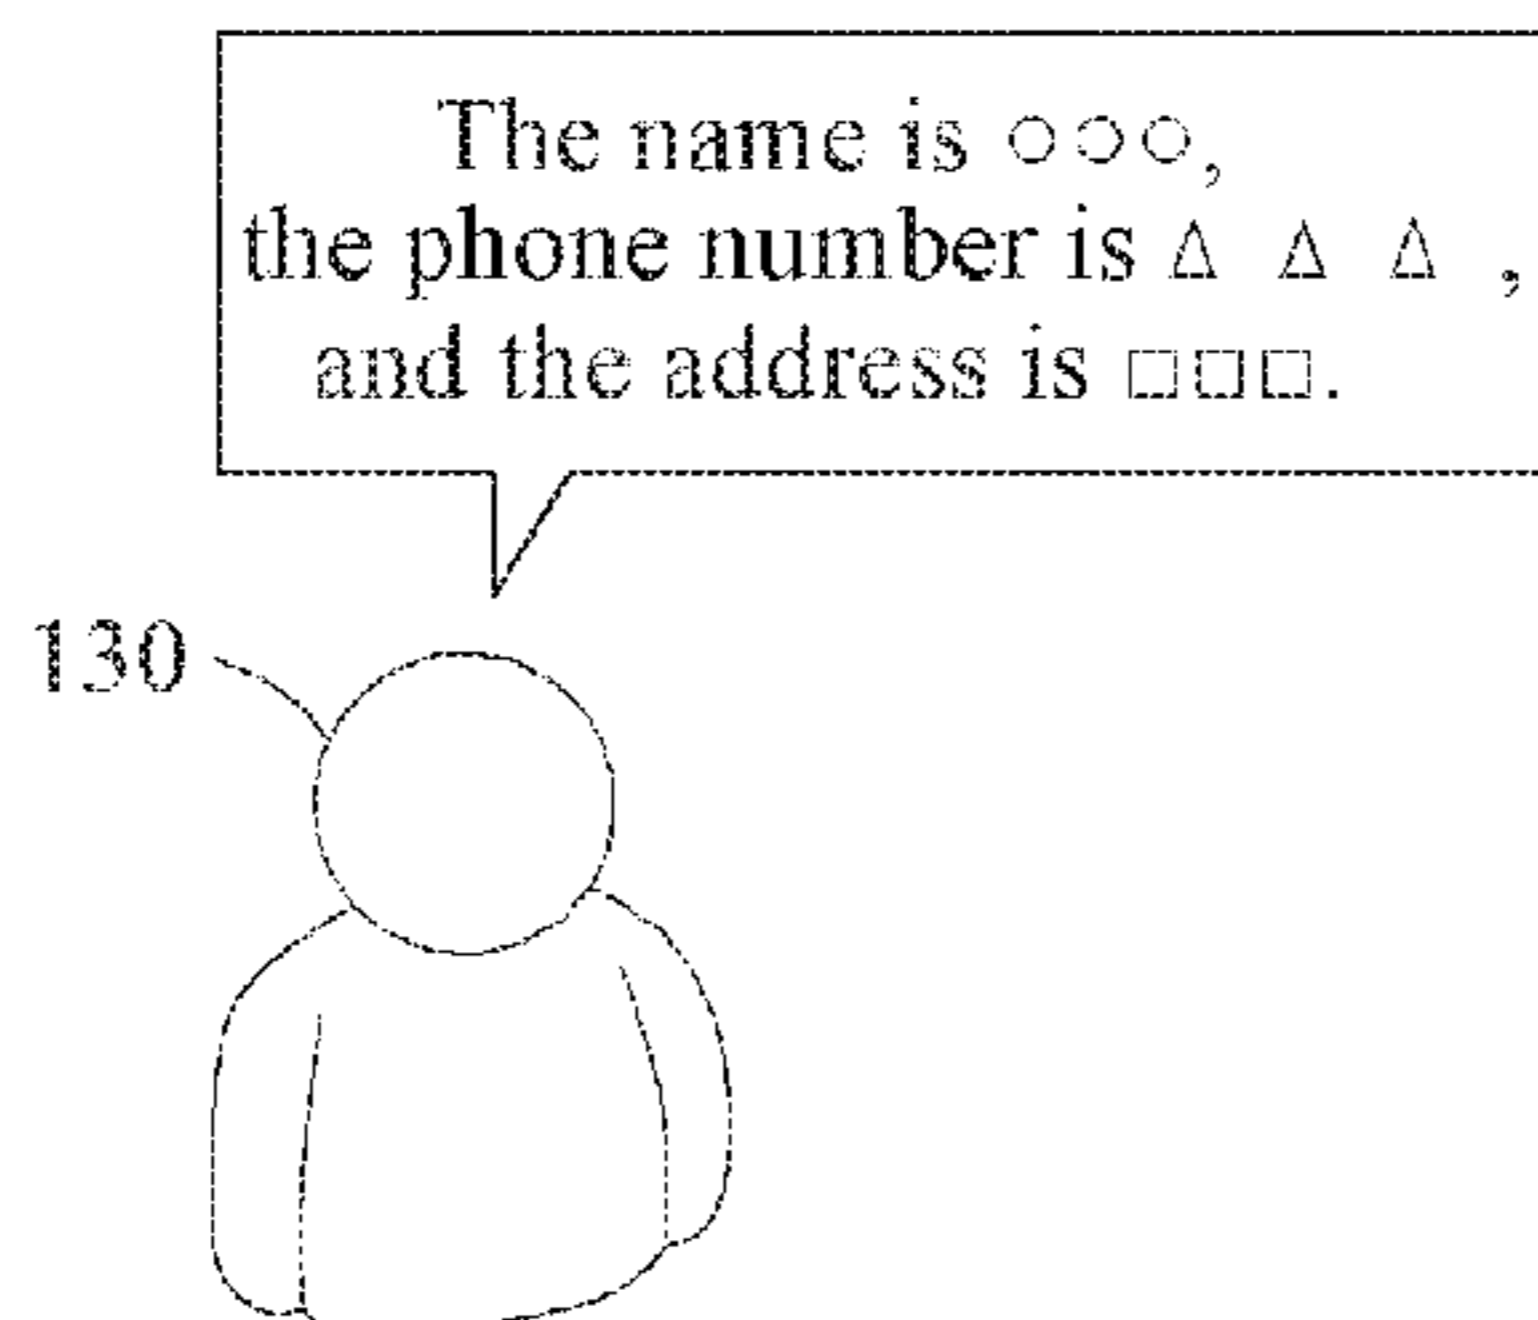 The name is ○○○,
the phone number is Δ Δ Δ ,
and the address is □□□.
130